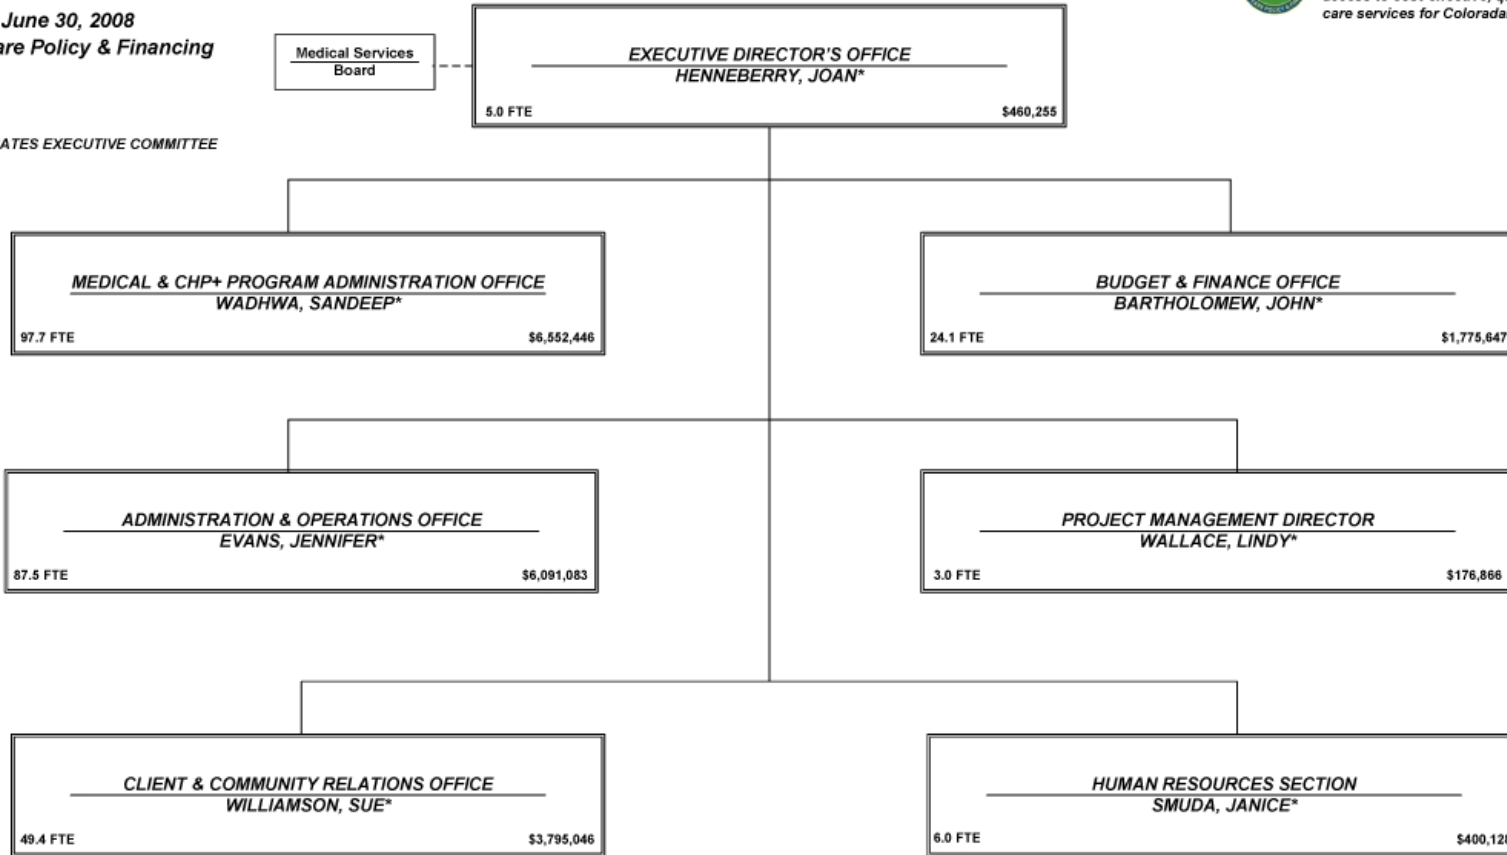 June 30, 2008
Policy & Financing
care services for
Medical Services
Board
EXECUTIVE DIRECTOR'S OFFICE
HENNEBERRY, JOAN*
5.0 FTE $460,255
EXECUTIVE COMMITTEE
MEDICAL & CHP+ PROGRAM ADMINISTRATION OFFICE
WADHWA, SANDEEP*
97.7 FTE $6,552,446
BUDGET & FINANCE OFFICE
BARTHOLOMEW, JOHN*
24.1 FTE $1,775,647
ADMINISTRATION & OPERATIONS OFFICE
EVANS, JENNIFER*
87.5 FTE $6,091,083
PROJECT MANAGEMENT DIRECTOR
WALLACE, LINDY*
3.0 FTE $176,866
CLIENT & COMMUNITY RELATIONS OFFICE
WILLIAMSON, SUE*
49.4 FTE $3,795,046
HUMAN RESOURCES SECTION
SMUDA, JANICE*
6.0 FTE